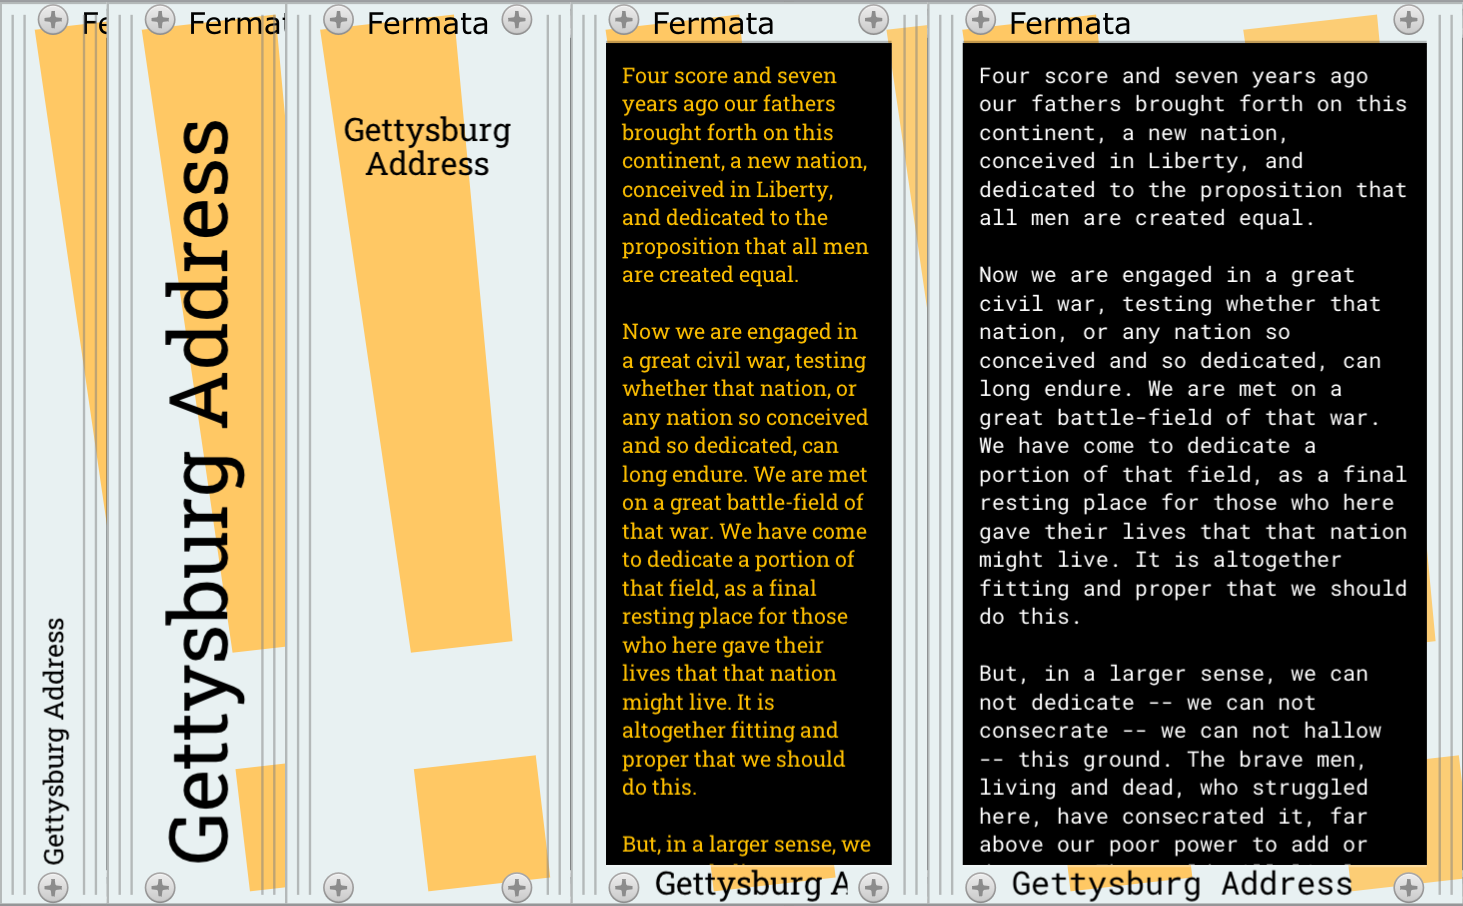 Fe
Gettysburg Address
Fermat
Gettysburg Address
Fermata
Gettysburg
Address
Fermata
Four score and seven
years ago our fathers
brought forth on this
continent, a new nation,
conceived in Liberty,
and dedicated to the
proposition that all men
are created equal.
Now we are engaged in
a great civil war, testing
whether that nation, or
any nation so conceived
and so dedicated, can
long endure. We are met
on a great battle-field of
that war. We have come
to dedicate a portion of
that field, as a final
resting place for those
who here gave their
lives that that nation
might live. It is
altogether fitting and
proper that we should
do this.
But, in a larger sense, we
Gettysburg A
Fermata
Four score and seven years ago
our fathers brought forth on this
continent, a new nation,
conceived in Liberty, and
dedicated to the proposition that
all men are created equal.
Now we are engaged in a great
civil war, testing whether that
nation, or any nation so
conceived and so dedicated, can
long endure. We are met on a
great battle-field of that war.
We have come to dedicate a
portion of that field, as a final
resting place for those who here
gave their lives that that nation
might live. It is altogether
fitting and proper that we should
do this.
But, in a larger sense, we can
not dedicate -- we can not
consecrate -- we can not hallow
-- this ground. The brave men,
living and dead, who struggled
here, have consecrated it, far
above our poor power to add or
Gettysburg Address